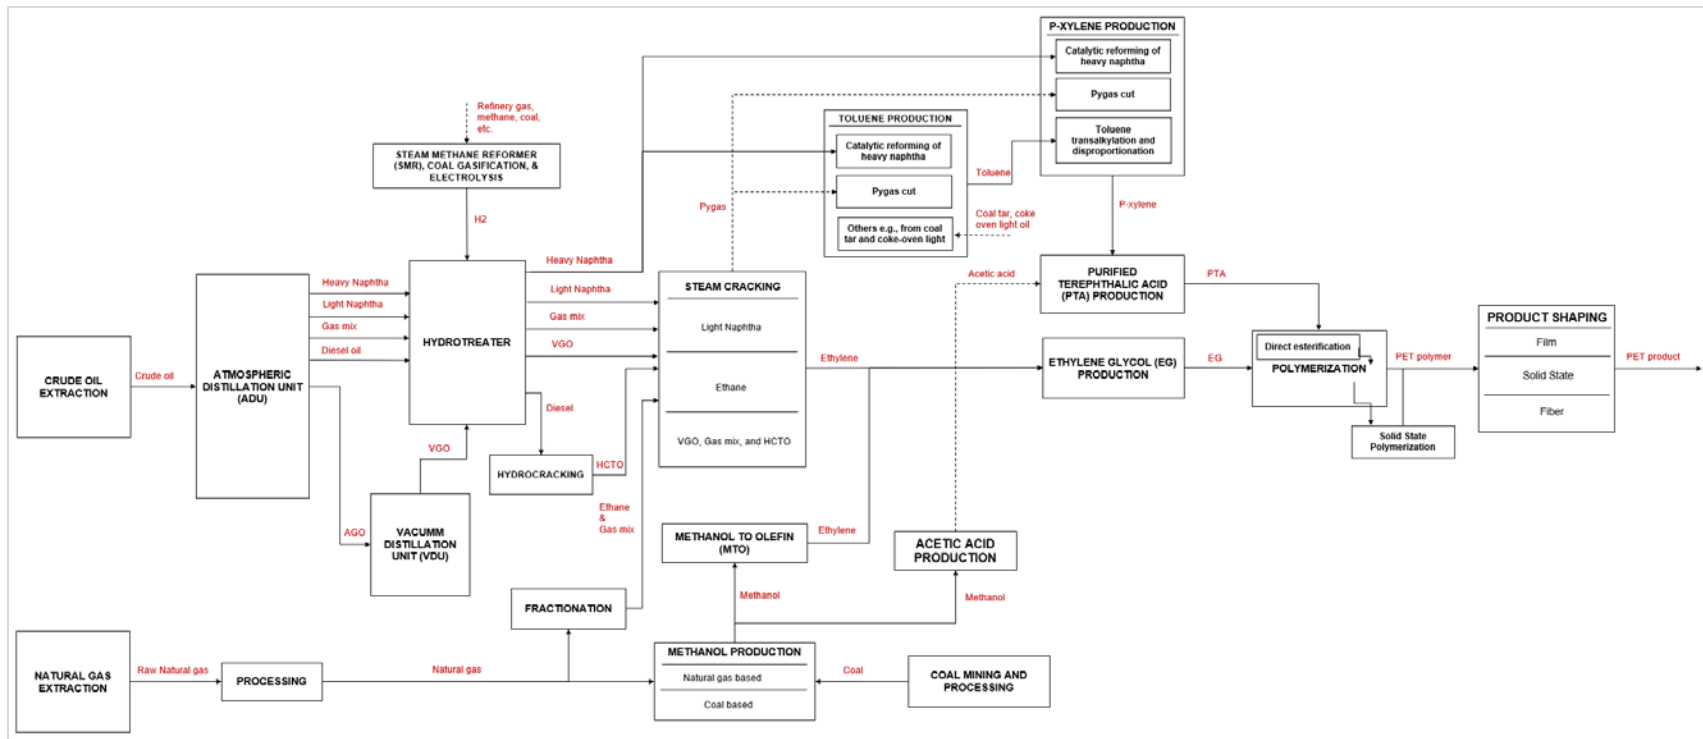 P-XYLENE PRODUCTION
Catalytic reforming of
heavy naphtha
Pygas cut
Toluene
transalkylation and
disproportionation
Refinery gas,
methane, coal,
etc.
TOLUENE PRODUCTION
Catalytic reforming of
heavy naphtha
Pygas cut
Others e.g., from coal
tar and coke-oven light
STEAM METHANE REFORMER
(SMR), COAL GASIFICATION, &
ELECTROLYSIS
Toluene
Pygas
P-xylene
H2
Coal tar, coke
oven light oil
Heavy Naphtha
Light Naphtha
Gas mix
Diesel oil
HYDROTREATER
Heavy Naphtha
Light Naphtha
Gas mix
VGO
STEAM CRACKING
Light Naphtha
Ethane
VGO, Gas mix, and HCTO
Acetic acid
PURIFIED
TEREPHTHALIC ACID
(PTA) PRODUCTION
PTA
CRUDE OIL
EXTRACTION
Crude oil
ATMOSPHERIC
DISTILLATION UNIT
(ADU)
Ethylene
ETHYLENE GLYCOL (EG)
PRODUCTION
EG
Direct esterification
POLYMERIZATION
PET polymer
Solid State
Polymerization
PRODUCT SHAPING
Film
Solid State
Fiber
PET product
Diesel
VGO
HYDROCRACKING
HCTO
Ethane
&
Gas mix
AGO
VACUMM
DISTILLATION
UNIT (VDU)
METHANOL TO OLEFIN
(MTO)
Ethylene
ACETIC ACID
PRODUCTION
Methanol
Methanol
FRACTIONATION
NATURAL GAS
EXTRACTION
Raw Natural gas
PROCESSING
Natural gas
METHANOL PRODUCTION
Natural gas based
Coal based
Coal
COAL MINING AND
PROCESSING